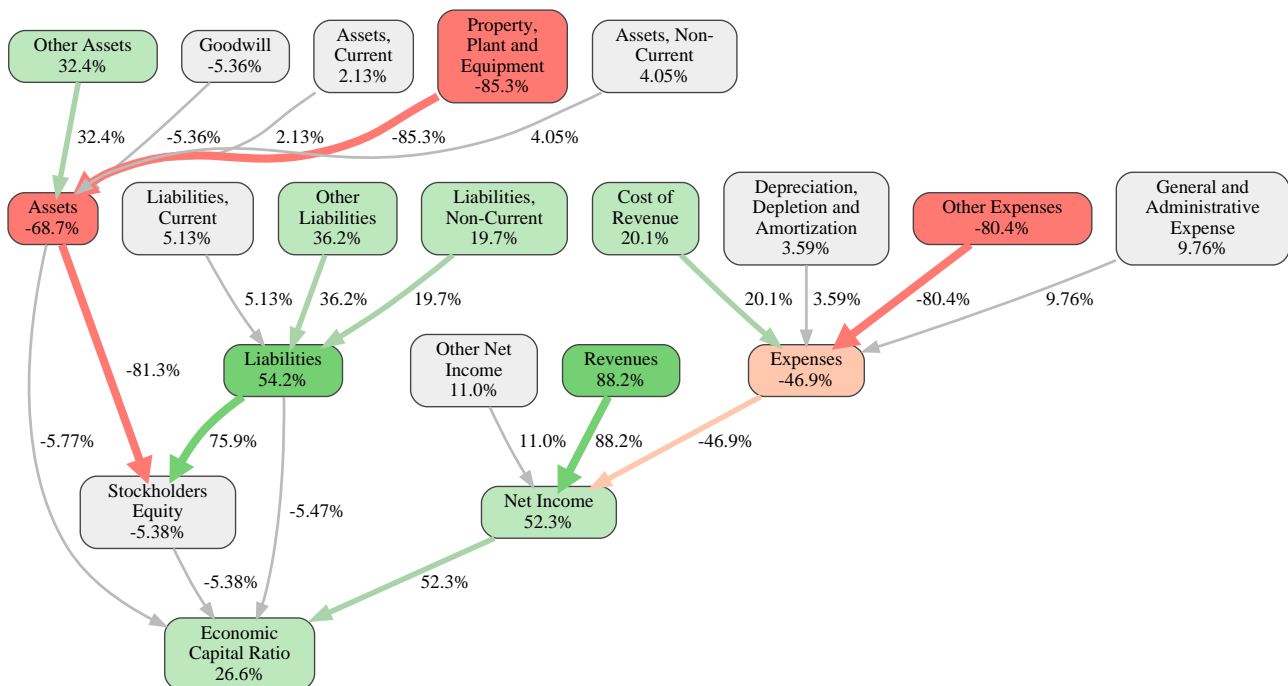 Other Assets
32.4%
Goodwill
-5.36%
Assets,
Current
2.13%
Property,
Plant and
Equipment
-85.3%
Assets, Non-
Current
4.05%
32.4%
-5.36%
2.13%
-85.3%
4.05%
Assets
-68.7%
Liabilities,
Current
5.13%
Other
Liabilities
36.2%
Liabilities,
Non-Current
19.7%
Cost of
Revenue
20.1%
Depreciation,
Depletion and
Amortization
3.59%
Other Expenses
-80.4%
General and
Administrative
Expense
9.76%
5.13%
36.2%
19.7%
20.1%
3.59%
-80.4%
9.76%
Liabilities
54.2%
Other Net
Income
11.0%
Revenues
88.2%
Expenses
-46.9%
-81.3%
-5.77%
75.9%
11.0%
88.2%
-46.9%
Stockholders
Equity
-5.38%
-5.47%
Net Income
52.3%
-5.38%
52.3%
Economic
Capital Ratio
26.6%